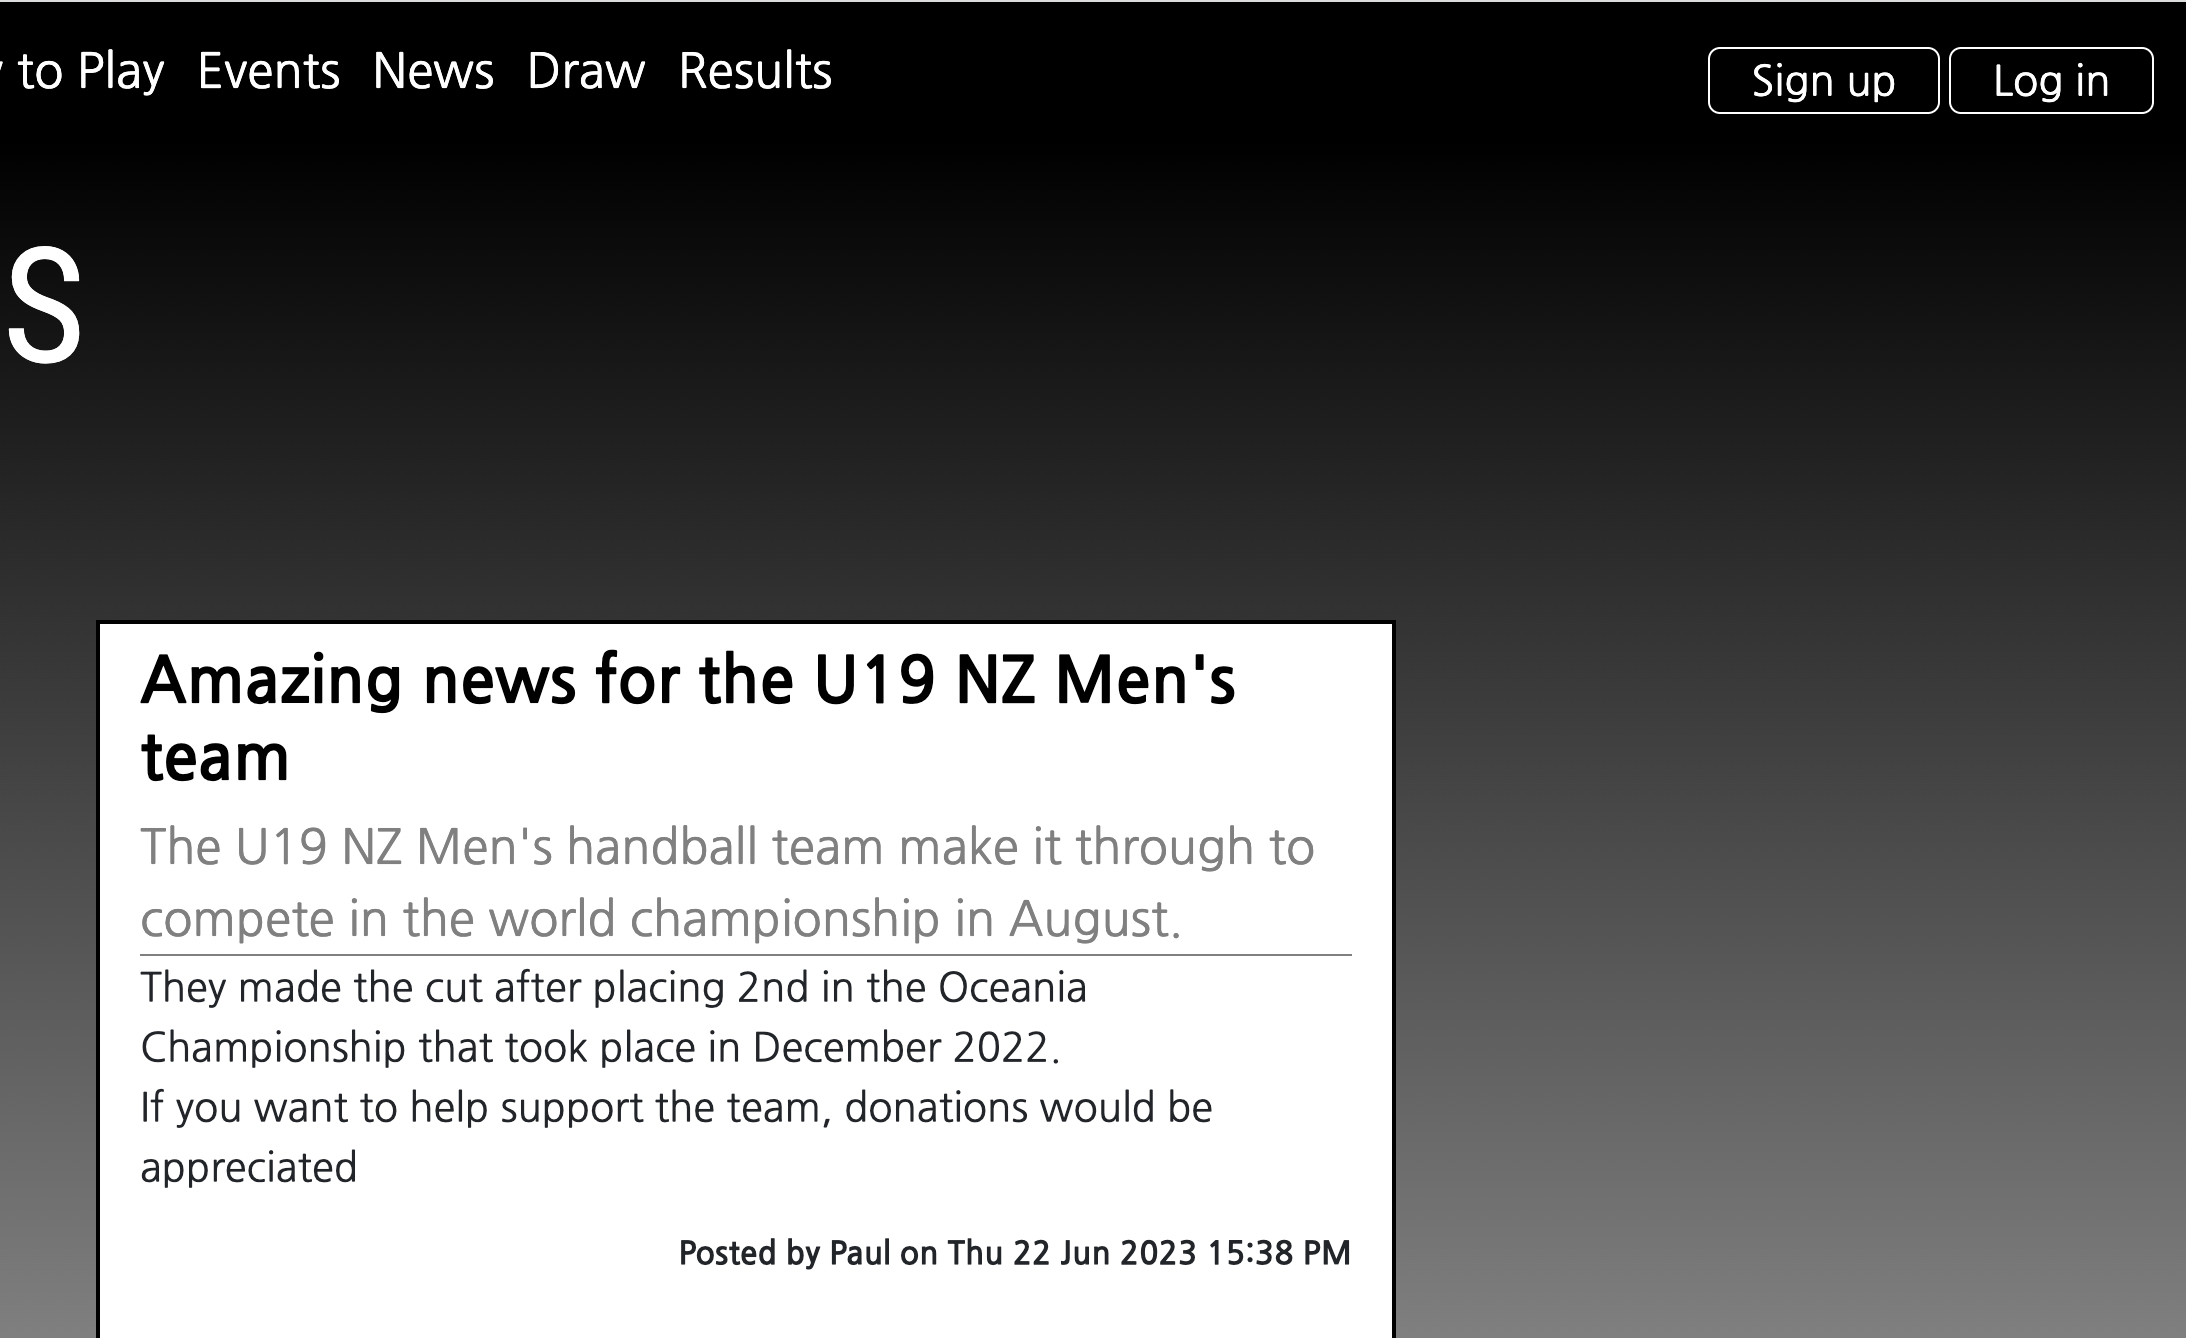 to Play Events News Draw Results
Sign up Log in
s
Amazing news for the U19 NZ Men's
team
The U19 NZ Men's handball team make it through to
compete in the world championship in August.
They made the cut after placing 2nd in the Oceania
Championship that took place in December 2022.
If you want to help support the team, donations would be
appreciated
Posted by Paul on Thu 22 Jun 2023 15:38 PM